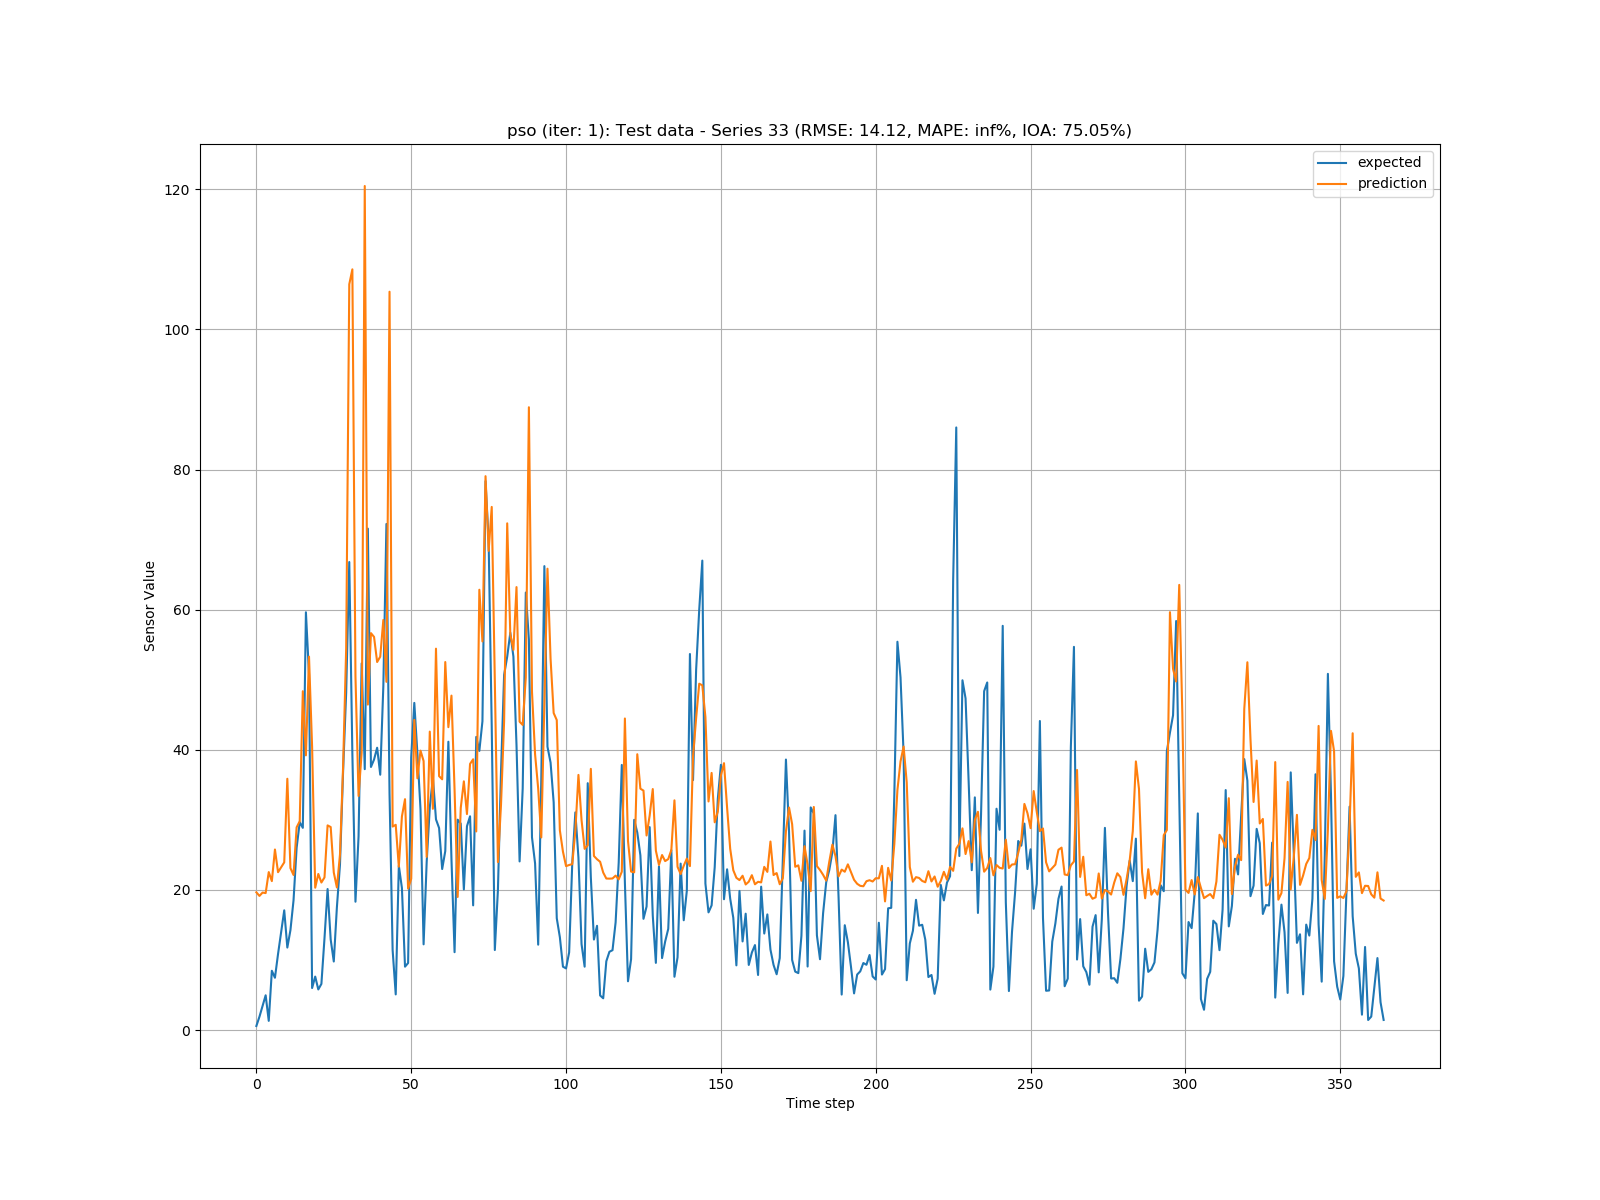 pso (iter: 1): Test data - Series 33 (RMSE: 14.12, MAPE: inf%, IOA: 75.05%)
expected
prediction
120
100
80
60
40
20
0
Sensor Value
0 50 100 150 200 250 300 350
Time step